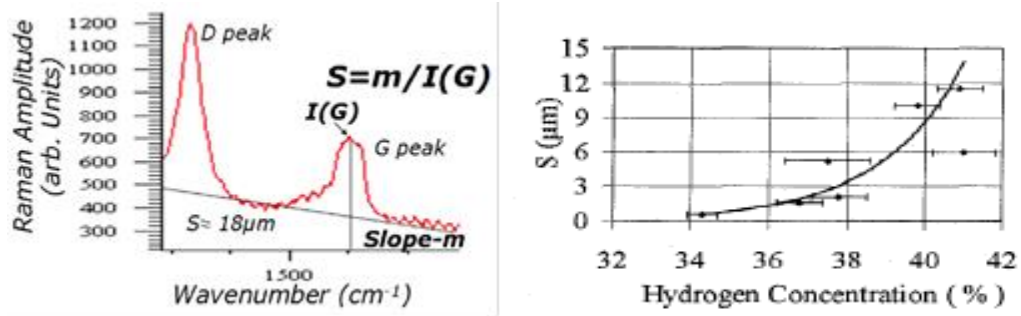 1200
1100
1000
900
800
700
600
500
400
300
Raman Amplitude
(arb. Units)
D peak
S=m/I(G)
I(G)
G peak
S≈ 18μm
Slope-m
1500
Wavenumber (cm-1)
15
12
9
6
3
0
S (μm)
32 34 36 38 40 42
Hydrogen Concentration ( % )